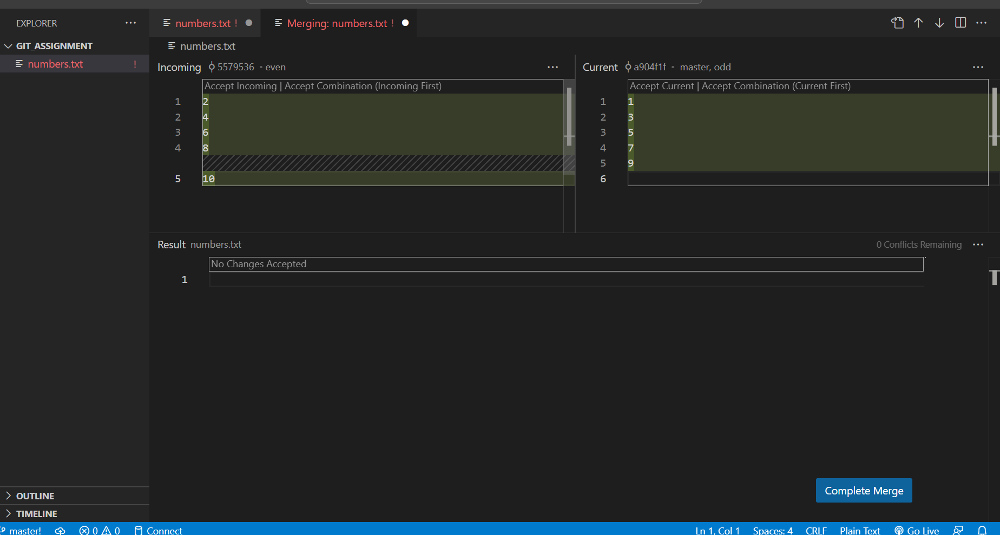 EXPLORER
GIT_ASSIGNMENT
numbers.txt !
OUTLINE
TIMELINE
numbers.txt ! Merging: numbers.txt !
numbers.txt
Incoming 5579536 • even
Accept Incoming | Accept Combination (Incoming First)
1 2
2 4
3 6
4 8
5 10
Current a904f1f • master, odd
Accept Current | Accept Combination (Current First)
1 1
2 3
3 5
4 7
5 9
6
Result numbers.txt 0 Conflicts Remaining
No Changes Accepted
1
Complete Merge
master! 0 0 Connect Ln 1, Col 1 Spaces: 4 CRLF Plain Text Go Live